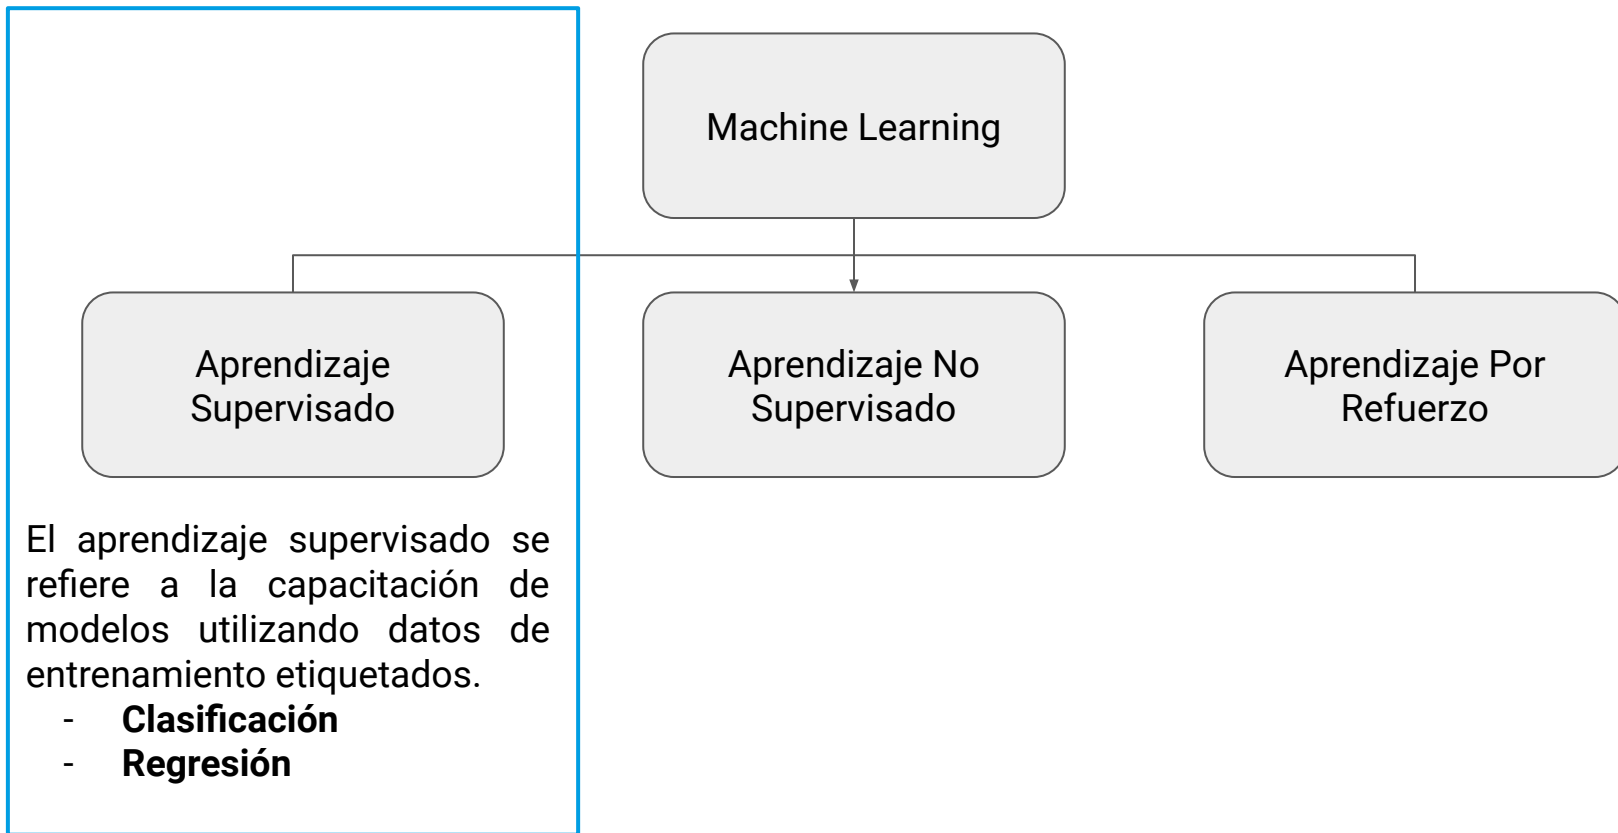 Machine Learning
Aprendizaje
Supervisado
Aprendizaje No
Supervisado
Aprendizaje Por
Refuerzo
El aprendizaje supervisado se
refiere a la capacitación de
modelos utilizando datos de
entrenamiento etiquetados.
- Clasificación
- Regresión